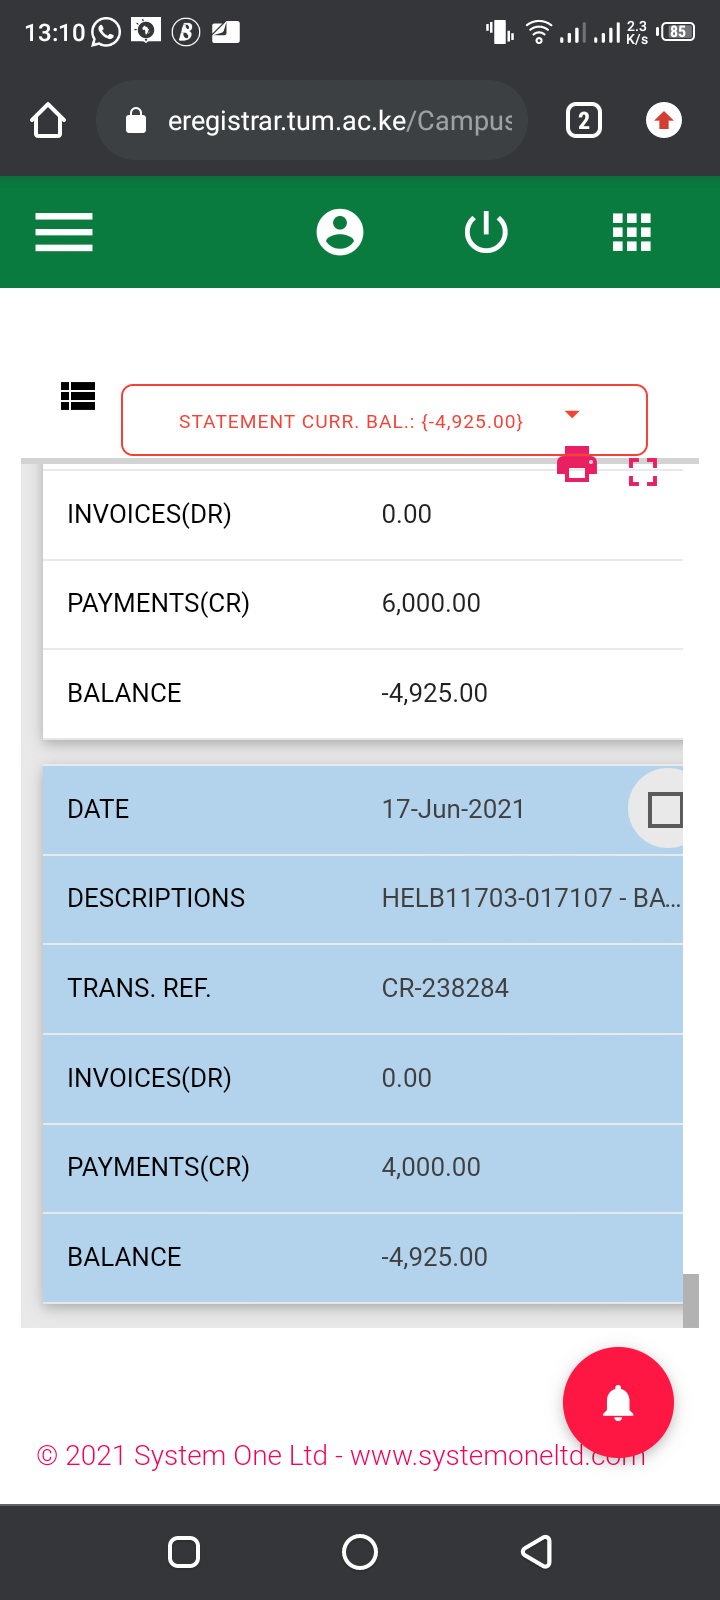 13:10
2.3 K/s
85
eregistrar.tum.ac.ke/Campus
2
STATEMENT CURR. BAL.: {-4,925.00}
INVOICES(DR) 0.00
PAYMENTS(CR) 6,000.00
BALANCE -4,925.00
DATE 17-Jun-2021
DESCRIPTIONS HELB11703-017107 - BA...
TRANS. REF. CR-238284
INVOICES(DR) 0.00
PAYMENTS(CR) 4,000.00
BALANCE -4,925.00
© 2021 System One Ltd - www.systemoneltd.com